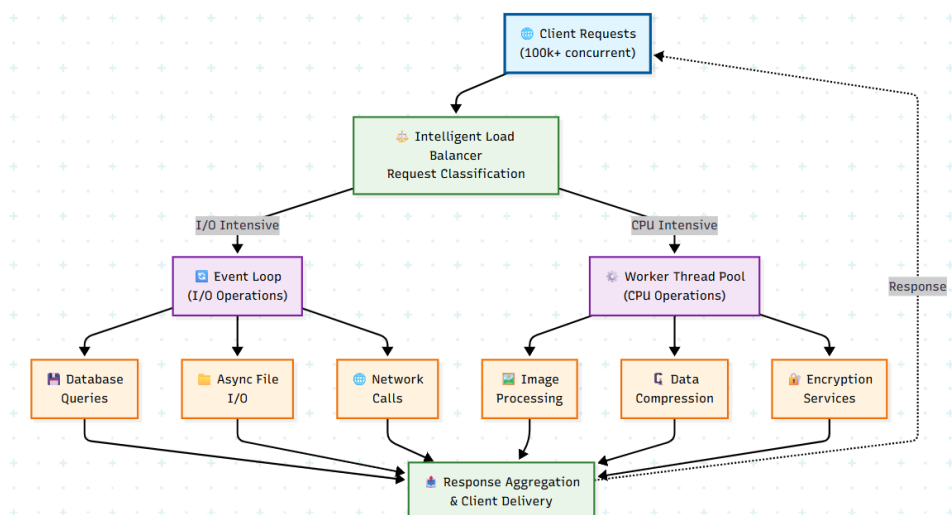 Client Requests
(100k+ concurrent)
Intelligent Load
Balancer
Request Classification
I/O Intensive
CPU Intensive
Event Loop
(I/O Operations)
Worker Thread Pool
(CPU Operations)
Response
Database
Queries
Async File
I/O
Network
Calls
Image
Processing
Data
Compression
Encryption
Services
Response Aggregation
& Client Delivery